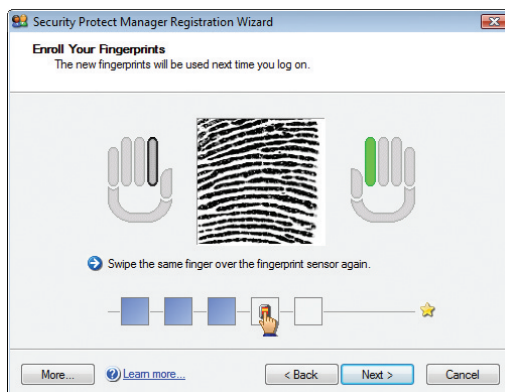 Security Protect Manager Registration Wizard
Enroll Your Fingerprints
The new fingerprints will be used next time you log on.
Swipe the same finger over the fingerprint sensor again.
More... Learn more... < Back Next > Cancel